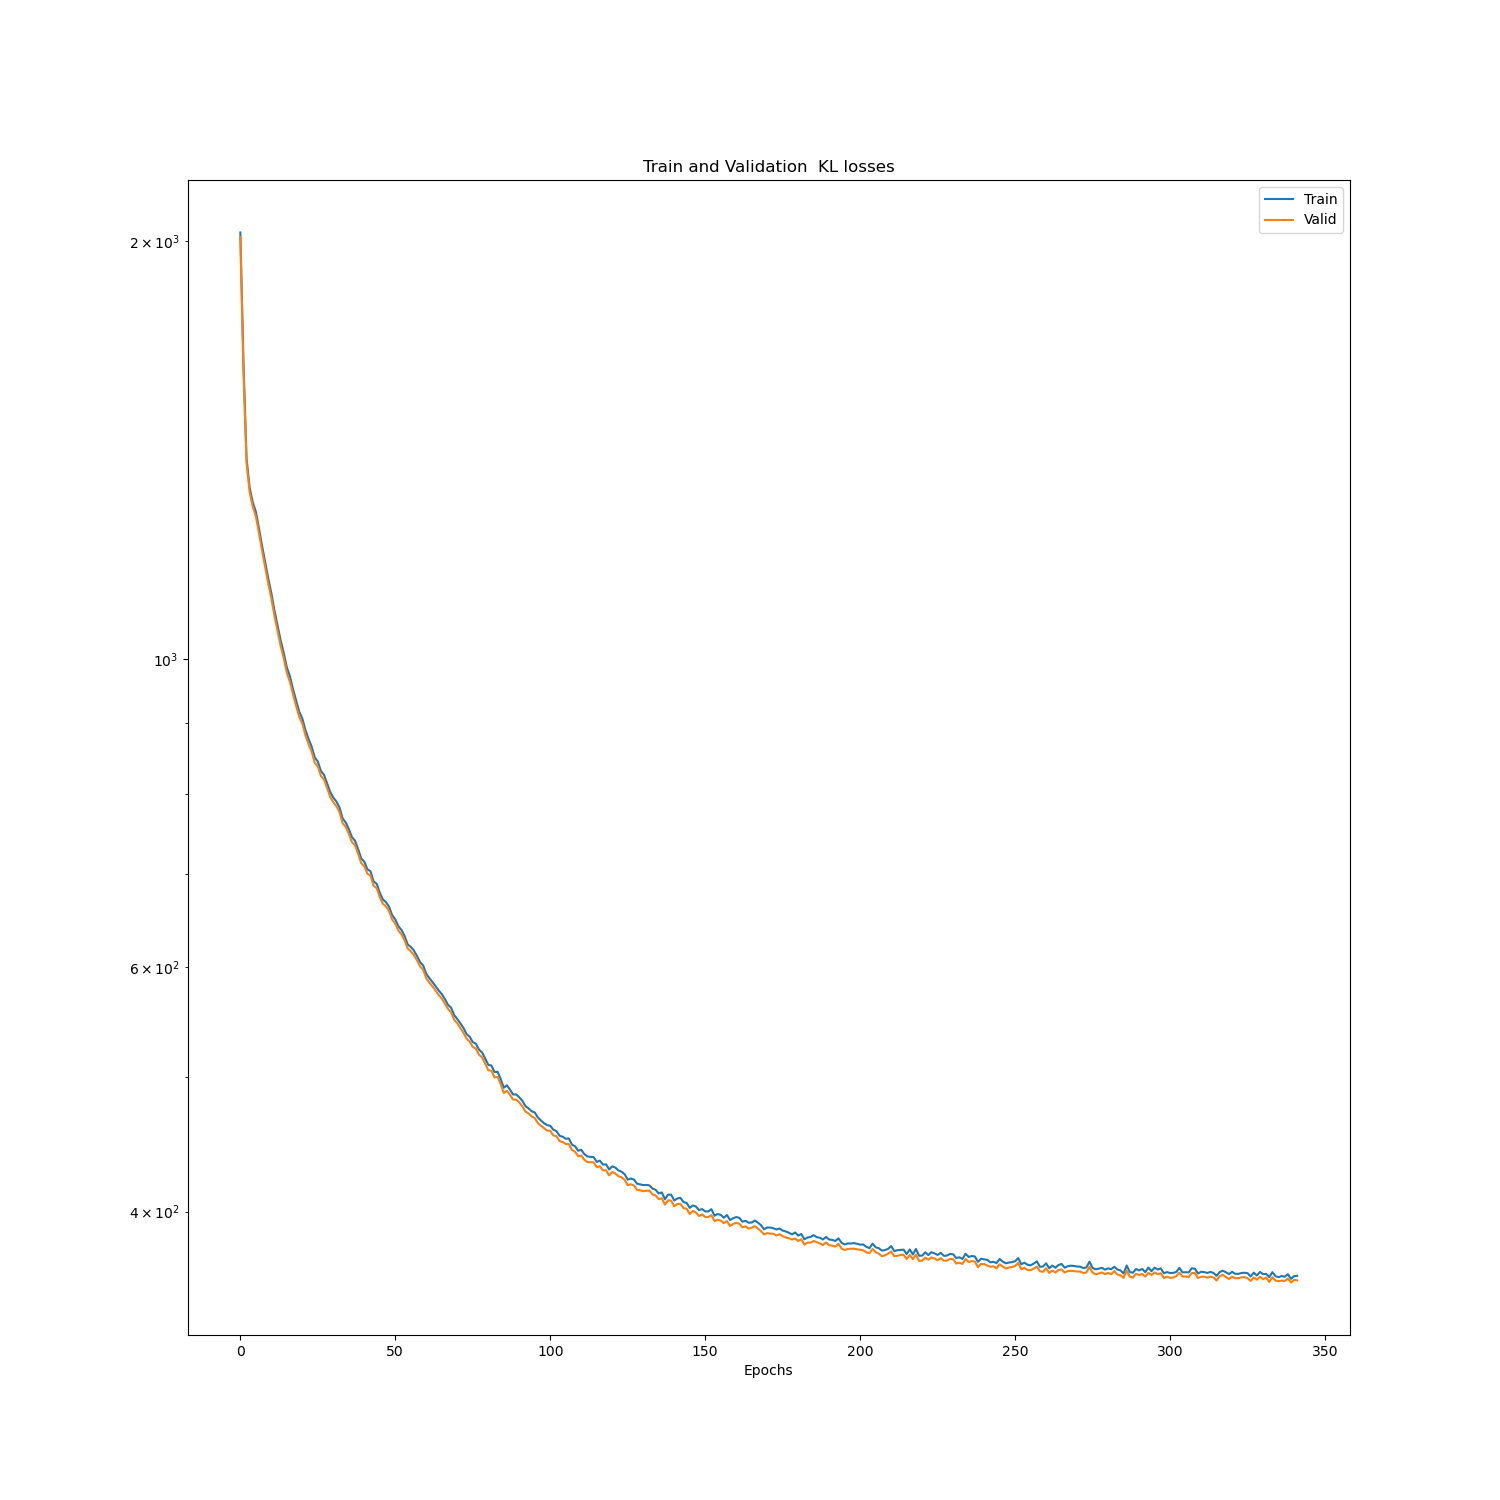 Train and Validation  KL losses
Train
Valid
2 × 10³
10³
6 × 10²
4 × 10²
0 50 100 150 200 250 300 350
Epochs